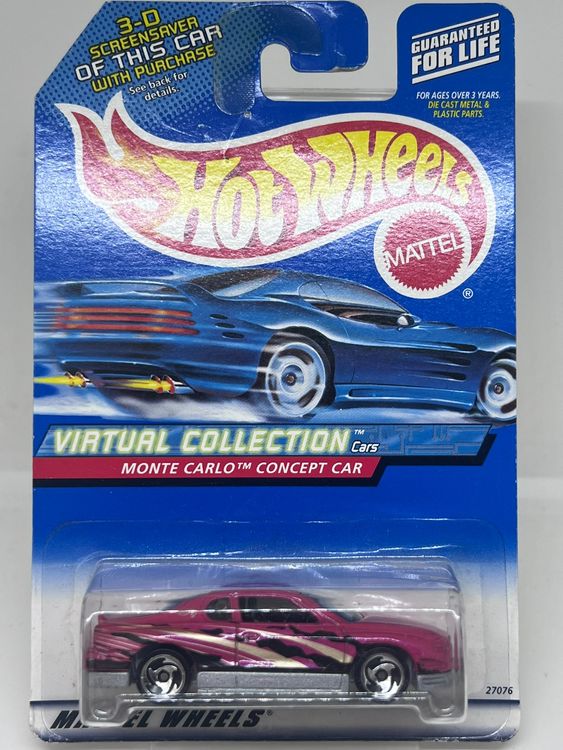 3-D
SCREENSAVER
OF THIS CAR
WITH PURCHASE
See back for
details.
GUARANTEED
FOR LIFE
FOR AGES OVER 3 YEARS.
DIE CAST METAL &
PLASTIC PARTS.
HOT WHEELS
MATTEL
®
VIRTUAL COLLECTION™
Cars
MONTE CARLO™ CONCEPT CAR
27076
WHEELS®